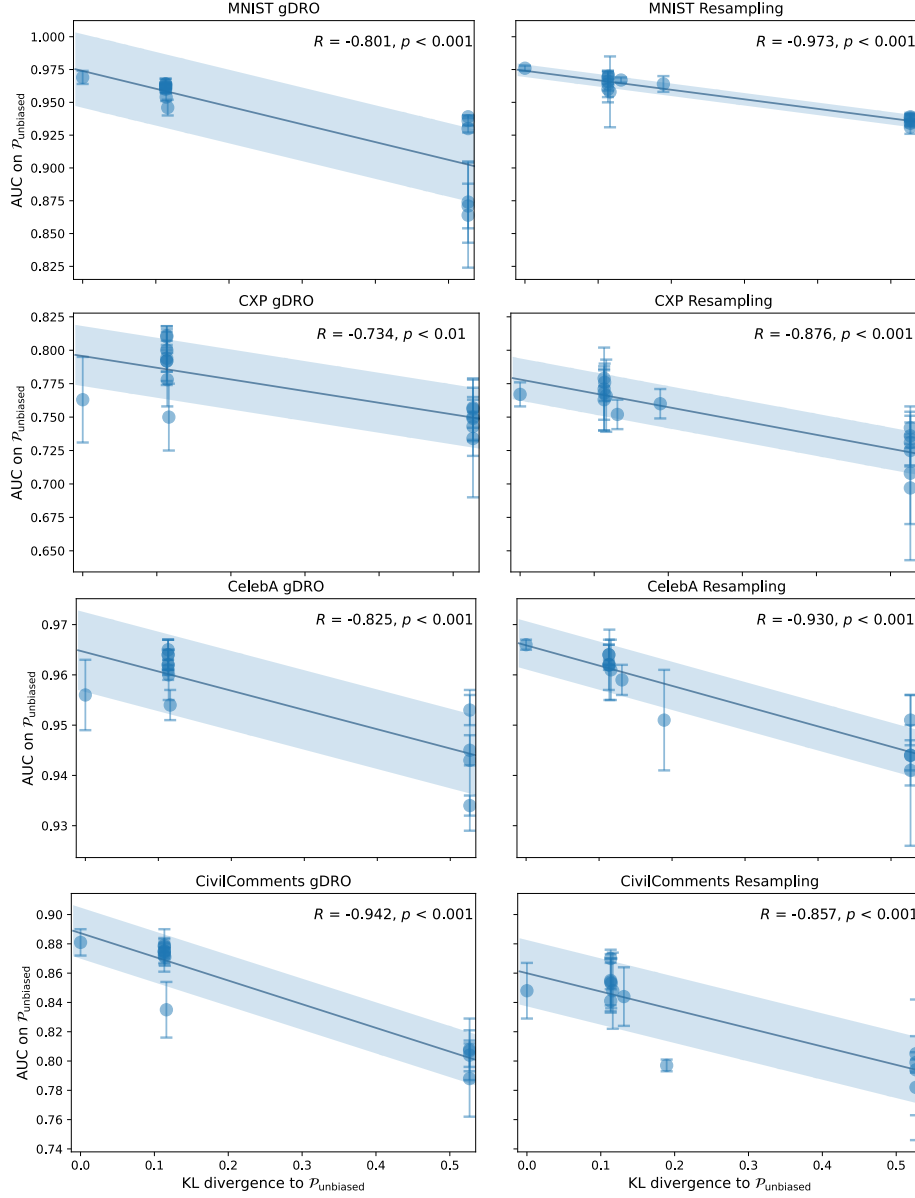 MNIST gDRO
R = -0.801, p < 0.001
1.000
0.975
0.950
0.925
0.900
0.875
0.850
0.825
AUC on 𝒫unbiased
MNIST Resampling
R = -0.973, p < 0.001
CXP gDRO
R = -0.734, p < 0.01
0.825
0.800
0.775
0.750
0.725
0.700
0.675
0.650
AUC on 𝒫unbiased
CXP Resampling
R = -0.876, p < 0.001
CelebA gDRO
R = -0.825, p < 0.001
0.97
0.96
0.95
0.94
0.93
AUC on 𝒫unbiased
CelebA Resampling
R = -0.930, p < 0.001
CivilComments gDRO
R = -0.942, p < 0.001
0.90
0.88
0.86
0.84
0.82
0.80
0.78
0.76
0.74
AUC on 𝒫unbiased
0.0 0.1 0.2 0.3 0.4 0.5
KL divergence to 𝒫unbiased
CivilComments Resampling
R = -0.857, p < 0.001
0.0 0.1 0.2 0.3 0.4 0.5
KL divergence to 𝒫unbiased